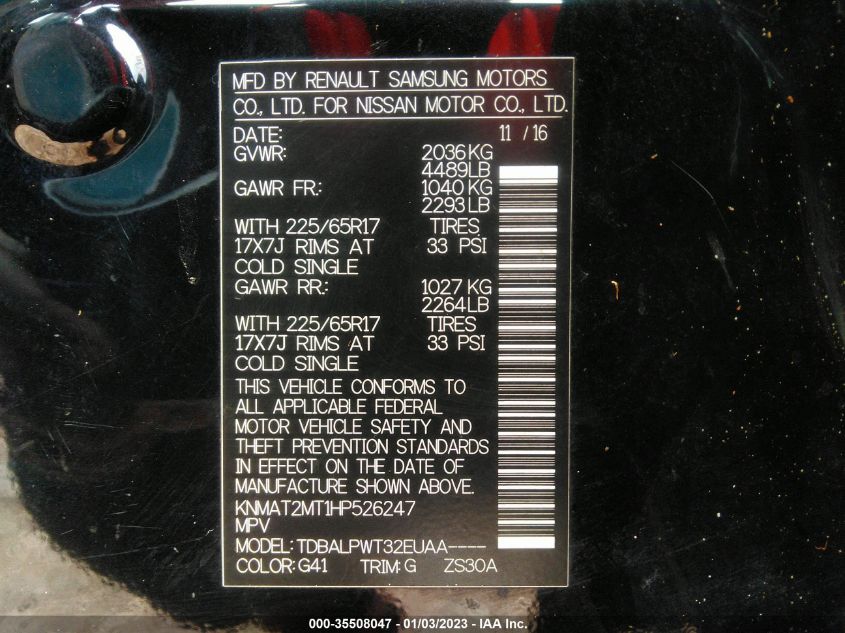 MFD BY RENAULT SAMSUNG MOTORS
CO., LTD. FOR NISSAN MOTOR CO., LTD.
DATE: 11 / 16
GVWR: 2036KG
4489LB
GAWR FR.: 1040KG
2293LB
WITH 225/65R17 TIRES
17X7J RIMS AT 33 PSI
COLD SINGLE
GAWR RR.: 1027KG
2264LB
WITH 225/65R17 TIRES
17X7J RIMS AT 33 PSI
COLD SINGLE
THIS VEHICLE CONFORMS TO
ALL APPLICABLE FEDERAL
MOTOR VEHICLE SAFETY AND
THEFT PREVENTION STANDARDS
IN EFFECT ON THE DATE OF
MANUFACTURE SHOWN ABOVE.
KNMAT2MT1HP526247
MPV
MODEL: TDBALPWT32EUAA----
COLOR: G41 TRIM: G ZS30A
000-35508047 - 01/03/2023 - IAA Inc.